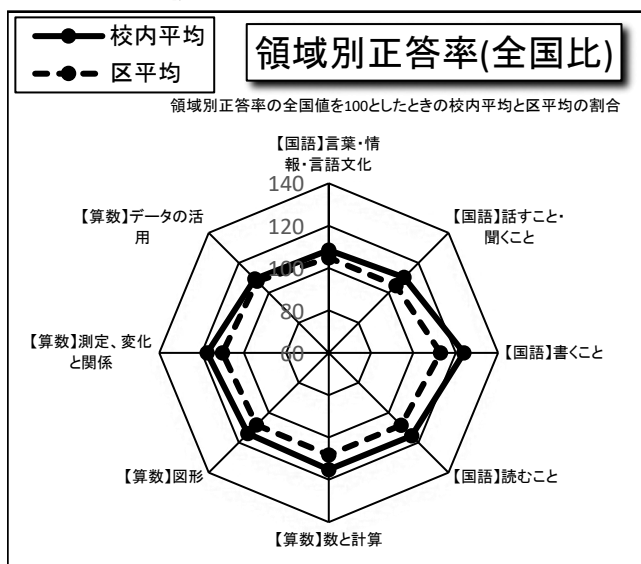 校内平均
区平均
領域別正答率(全国比)
領域別正答率の全国値を100としたときの校内平均と区平均の割合
【国語】言葉・情
報・言語文化
【国語】話すこと・
聞くこと
【国語】書くこと
【国語】読むこと
【算数】数と計算
【算数】図形
【算数】測定、変化
と関係
【算数】データの活
用
140
120
100
80
60